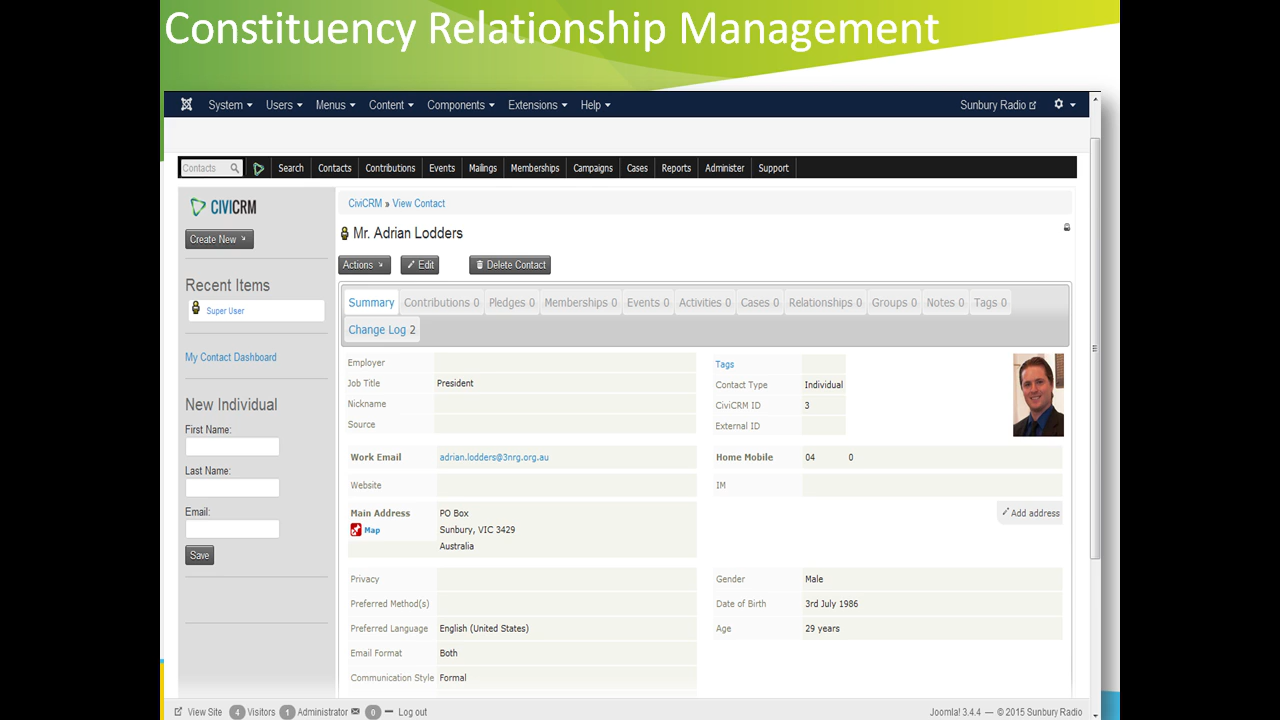 Constituency Relationship Management
System Users Menus Content Components Extensions Help Sunbury Radio
Contacts Search Contacts Contributions Events Mailings Memberships Campaigns Cases Reports Administer Support
CIVICRM
Create New
Recent Items
Super User
My Contact Dashboard
New Individual
First Name:
Last Name:
Email:
Save
CiviCRM » View Contact
Mr. Adrian Lodders
Actions Edit Delete Contact
Summary Contributions 0 Pledges 0 Memberships 0 Events 0 Activities 0 Cases 0 Relationships 0 Groups 0 Notes 0 Tags 0
Change Log 2
Employer
Job Title President
Nickname
Source
Tags
Contact Type Individual
CiviCRM ID 3
External ID
Work Email adrian.lodders@3nrg.org.au
Home Mobile 04 0
Website
IM
Main Address PO Box
Map Sunbury, VIC 3429
Australia
Add address
Privacy
Preferred Method(s)
Preferred Language English (United States)
Email Format Both
Communication Style Formal
Gender Male
Date of Birth 3rd July 1986
Age 29 years
View Site 4 Visitors 1 Administrator 0 Log out Joomla! 3.4.4 — © 2015 Sunbury Radio